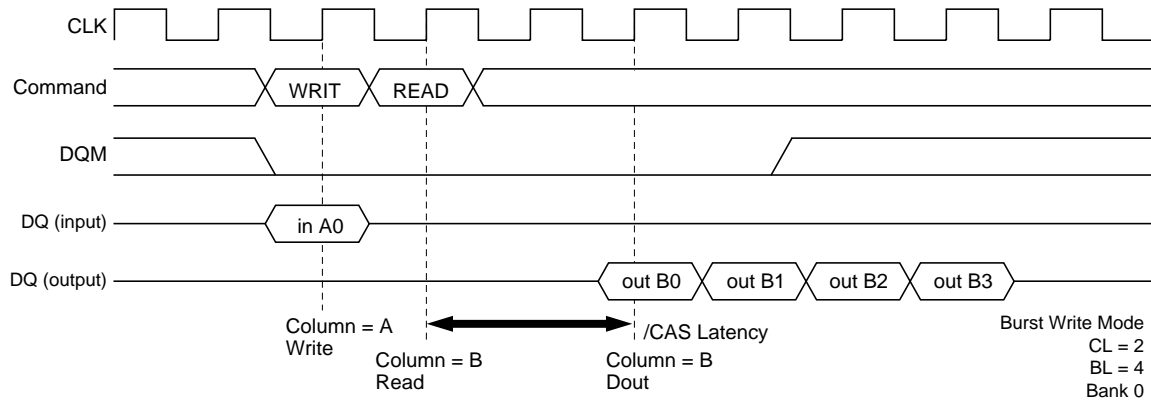 CLK
Command
WRIT
READ
DQM
DQ (input)
in A0
DQ (output)
out B0
out B1
out B2
out B3
Column = A
Write
Column = B
Read
/CAS Latency
Column = B
Dout
Burst Write Mode
CL = 2
BL = 4
Bank 0